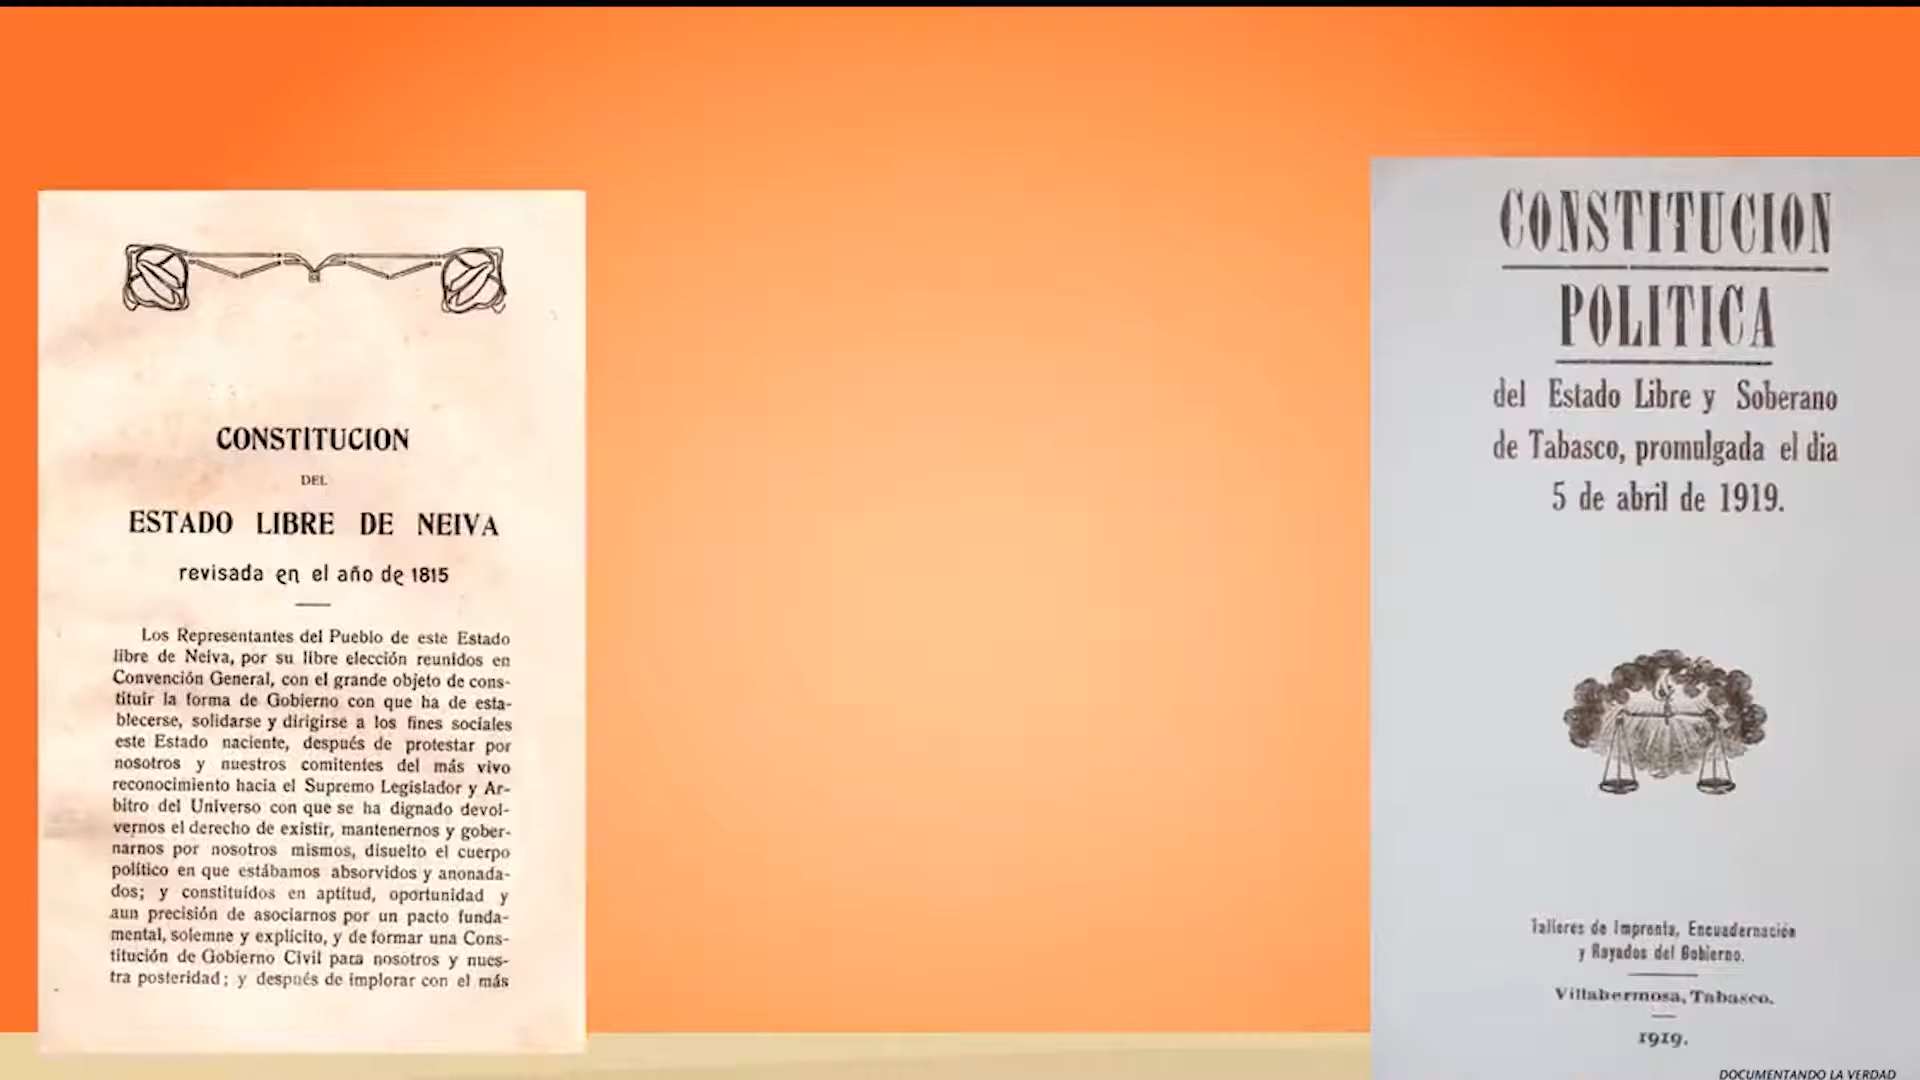 CONSTITUCION
DEL
ESTADO LIBRE DE NEIVA
revisada en el año de 1815
Los Representantes del Pueblo de este Estado
libre de Neiva, por su libre elección reunidos en
Convención General, con el grande objeto de cons-
tituir la forma de Gobierno con que ha de esta-
blecerse, solidarse y dirigirse a los fines sociales
este Estado naciente, después de protestar por
nosotros y nuestros comitentes del más vivo
reconocimiento hacia el Supremo Legislador y Ar-
bitro del Universo con que se ha dignado devol-
vernos el derecho de existir, mantenernos y gober-
narnos por nosotros mismos, disuelto el cuerpo
político en que estábamos absorvidos y anonada-
dos; y constituídos en aptitud, oportunidad y
aun precisión de asociarnos por un pacto funda-
mental, solemne y explícito, y de formar una Cons-
titución de Gobierno Civil para nosotros y nues-
tra posteridad; y después de implorar con el más
CONSTITUCION
POLITICA
del Estado Libre y Soberano
de Tabasco, promulgada el dia
5 de abril de 1919.
Talleres de Imprenta, Encuadernación
y Rayados del Gobierno.
Villahermosa, Tabasco.
1919.
DOCUMENTANDO LA VERDAD